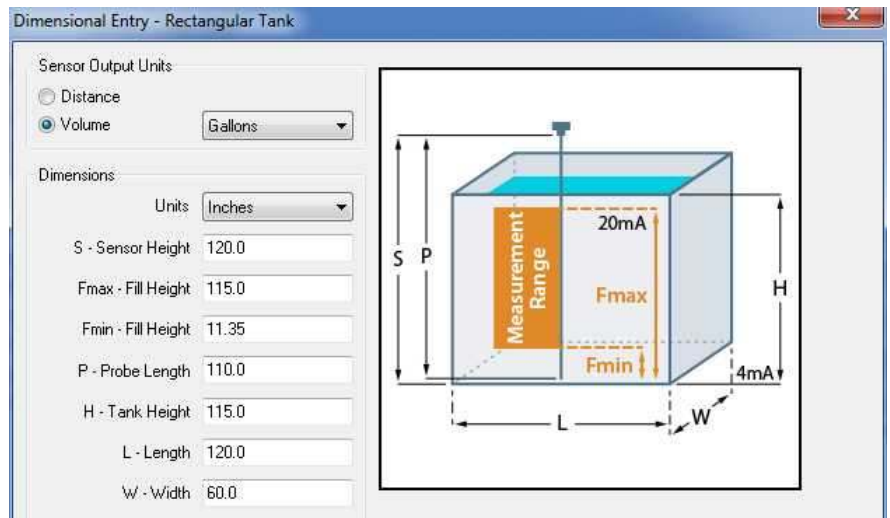 Dimensional Entry - Rectangular Tank
X
Sensor Output Units
Distance
Volume
Gallons
Dimensions
Units
Inches
S - Sensor Height
120.0
Fmax - Fill Height
115.0
Fmin - Fill Height
11.35
P - Probe Length
110.0
H - Tank Height
115.0
L - Length
120.0
W - Width
60.0
S
P
Measurement
Range
20mA
Fmax
Fmin
H
4mA
L
W